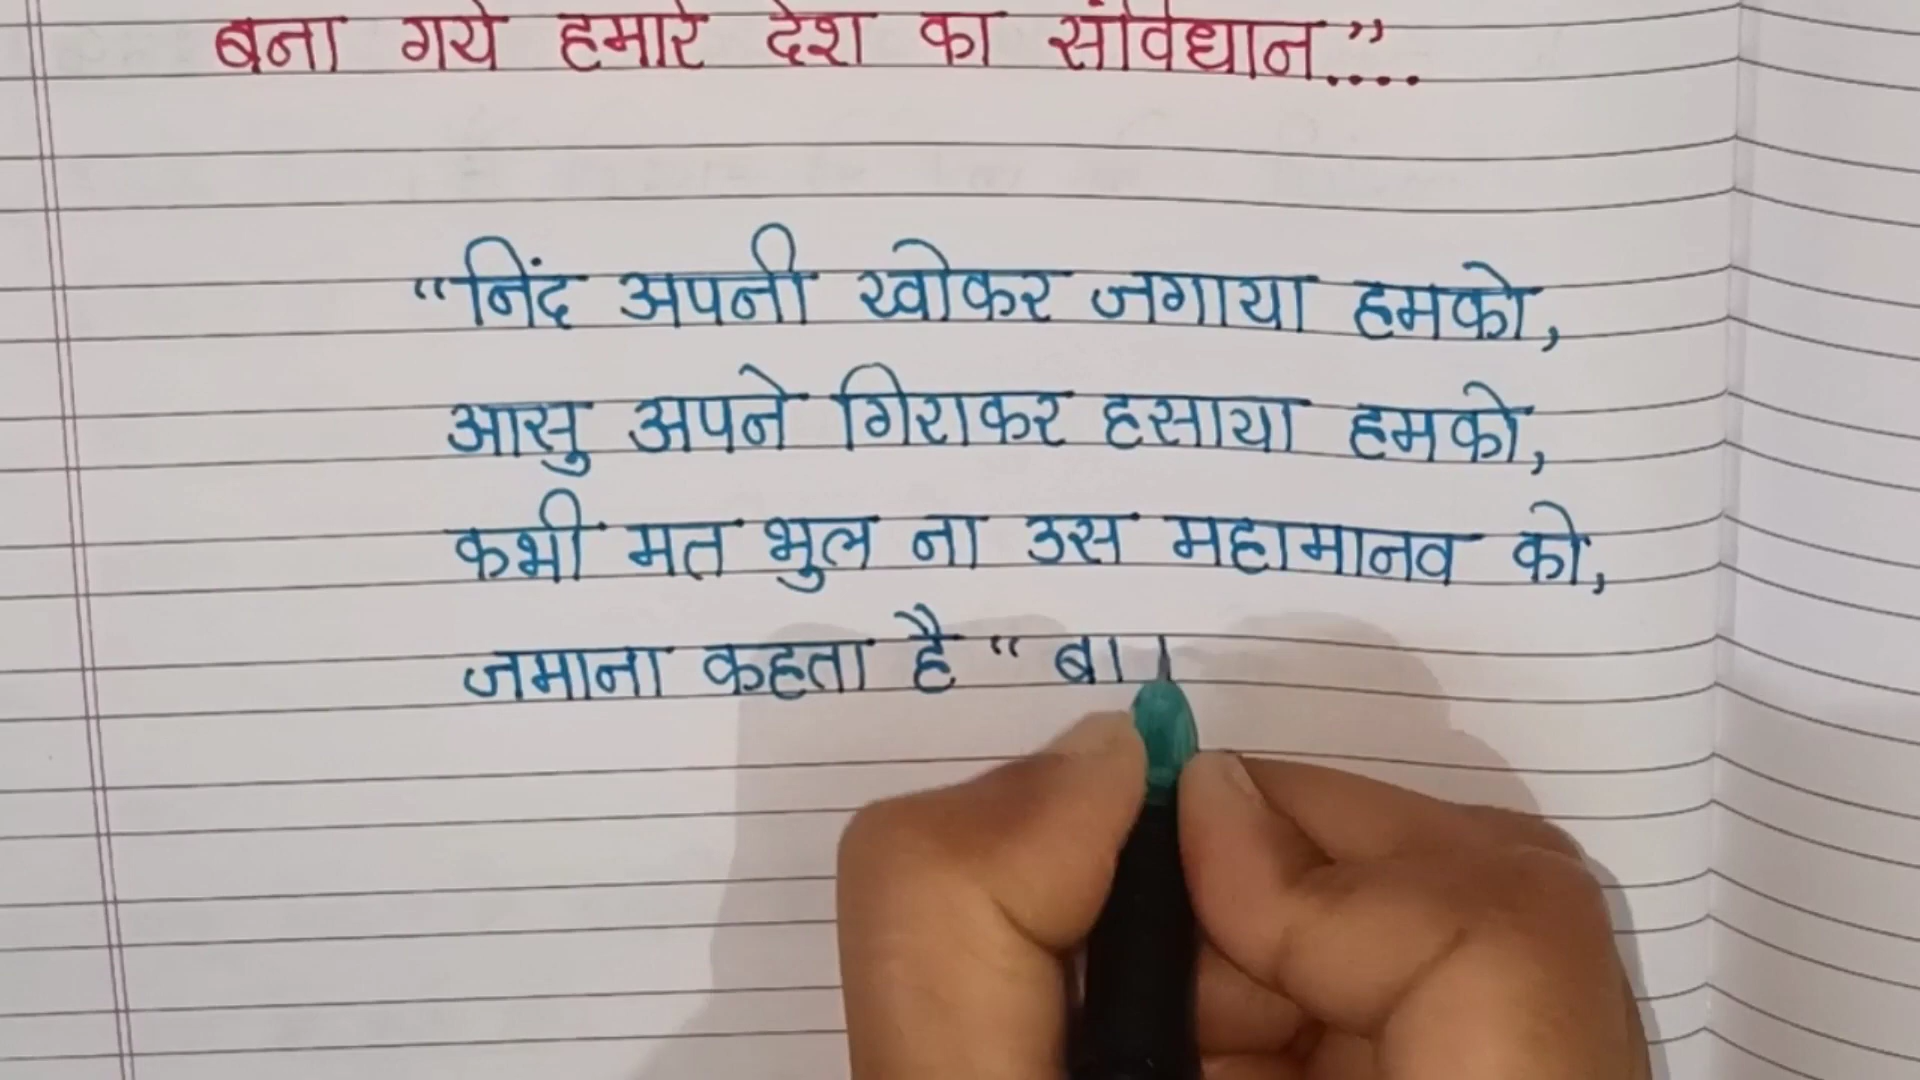 बना गये हमारे देश का संविधान....”
“निंद अपनी खोकर जगाया हमको,
आसु अपने गिराकर हसाया हमको,
कभी मत भुल ना उस महामानव को,
जमाना कहता है “ बा